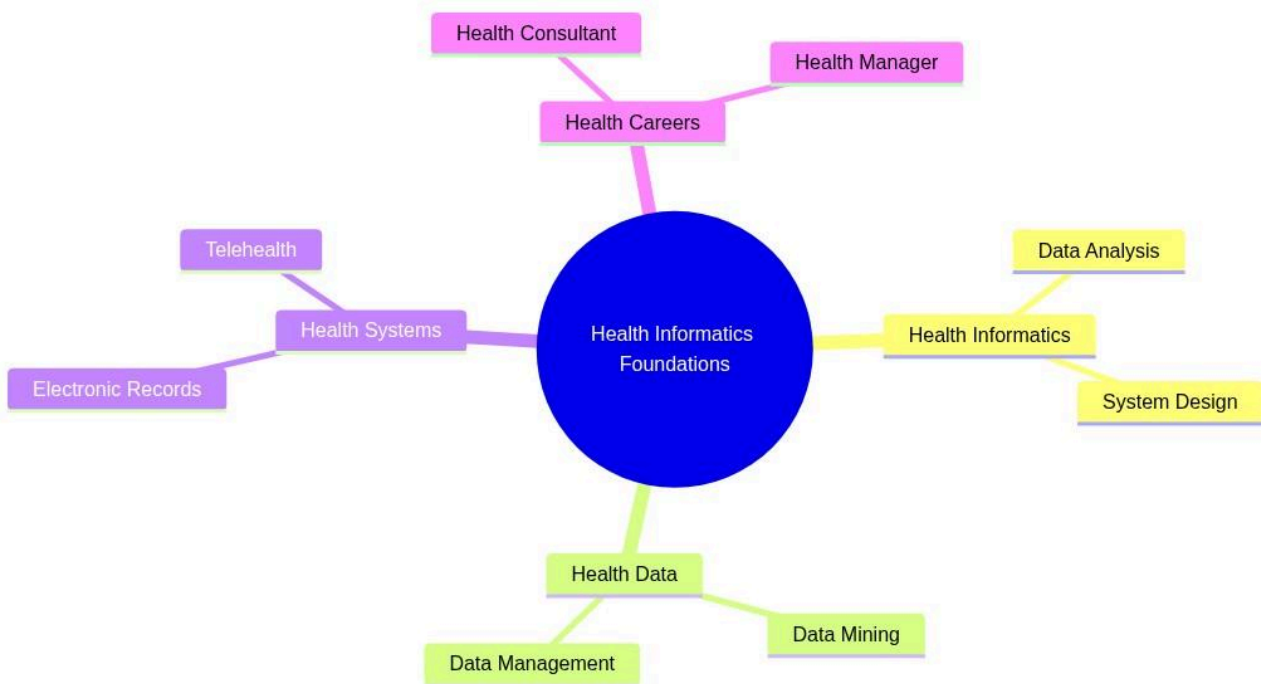 Health Consultant
Health Manager
Health Careers
Telehealth
Data Analysis
Health Systems
Health Informatics
Foundations
Health Informatics
Electronic Records
System Design
Health Data
Data Mining
Data Management